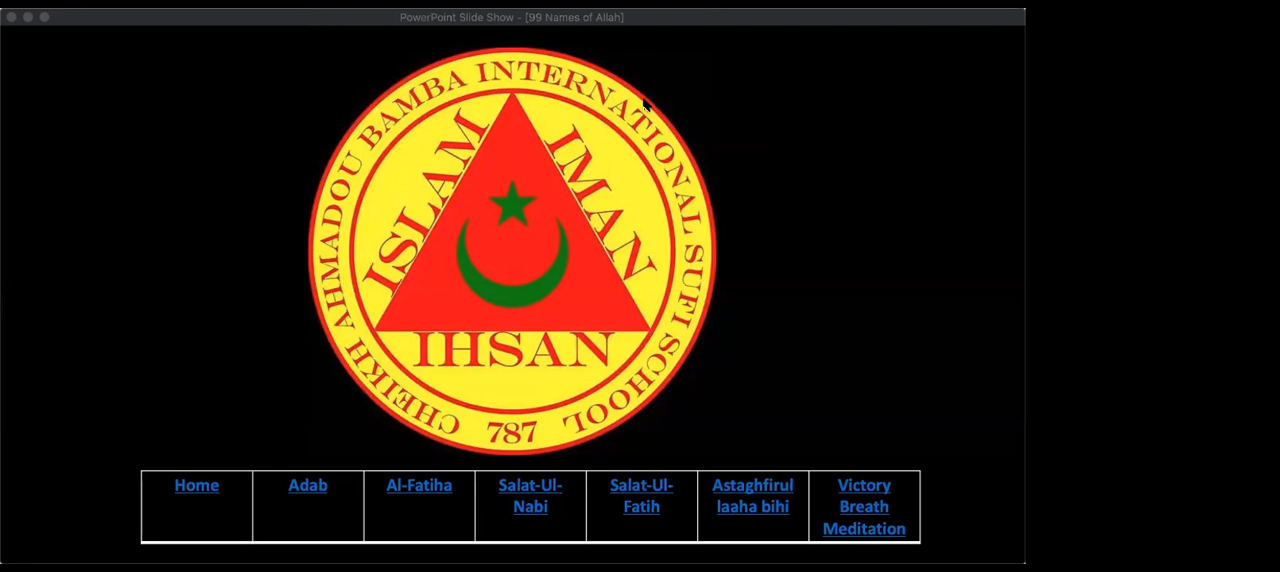 PowerPoint Slide Show - [99 Names of Allah]
CHEIKH AHMADOU BAMBA INTERNATIONAL SUFI SCHOOL
ISLAM
IMAN
IHSAN
787
Home
Adab
Al-Fatiha
Salat-Ul-
Nabi
Salat-Ul-
Fatih
Astaghfirul
laaha bihi
Victory
Breath
Meditation